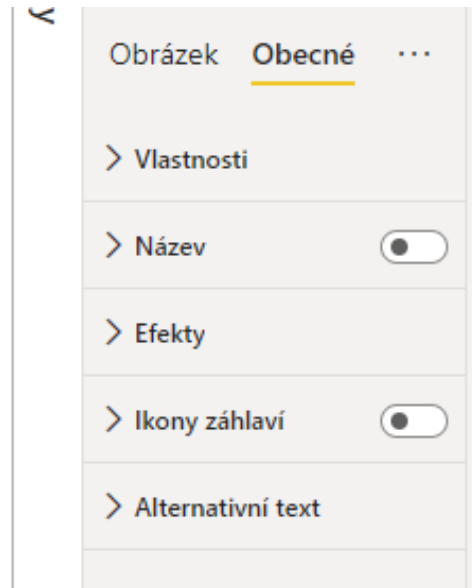 Obrázek Obecné ...
Vlastnosti
Název
Efekty
Ikony záhlaví
Alternativní text